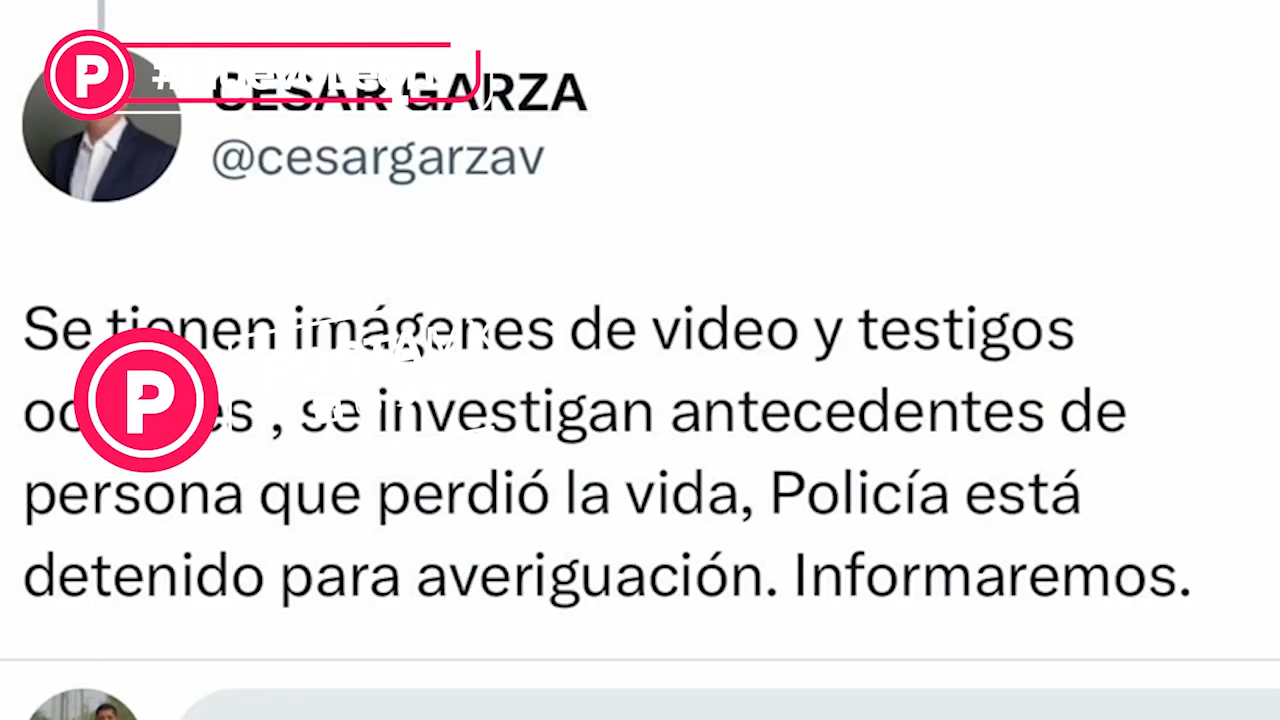 P
CÉSAR GARZA
@cesargarzav
Se tienen imágenes de video y testigos
P
, se investigan antecedentes de
persona que perdió la vida, Policía está
detenido para averiguación. Informaremos.